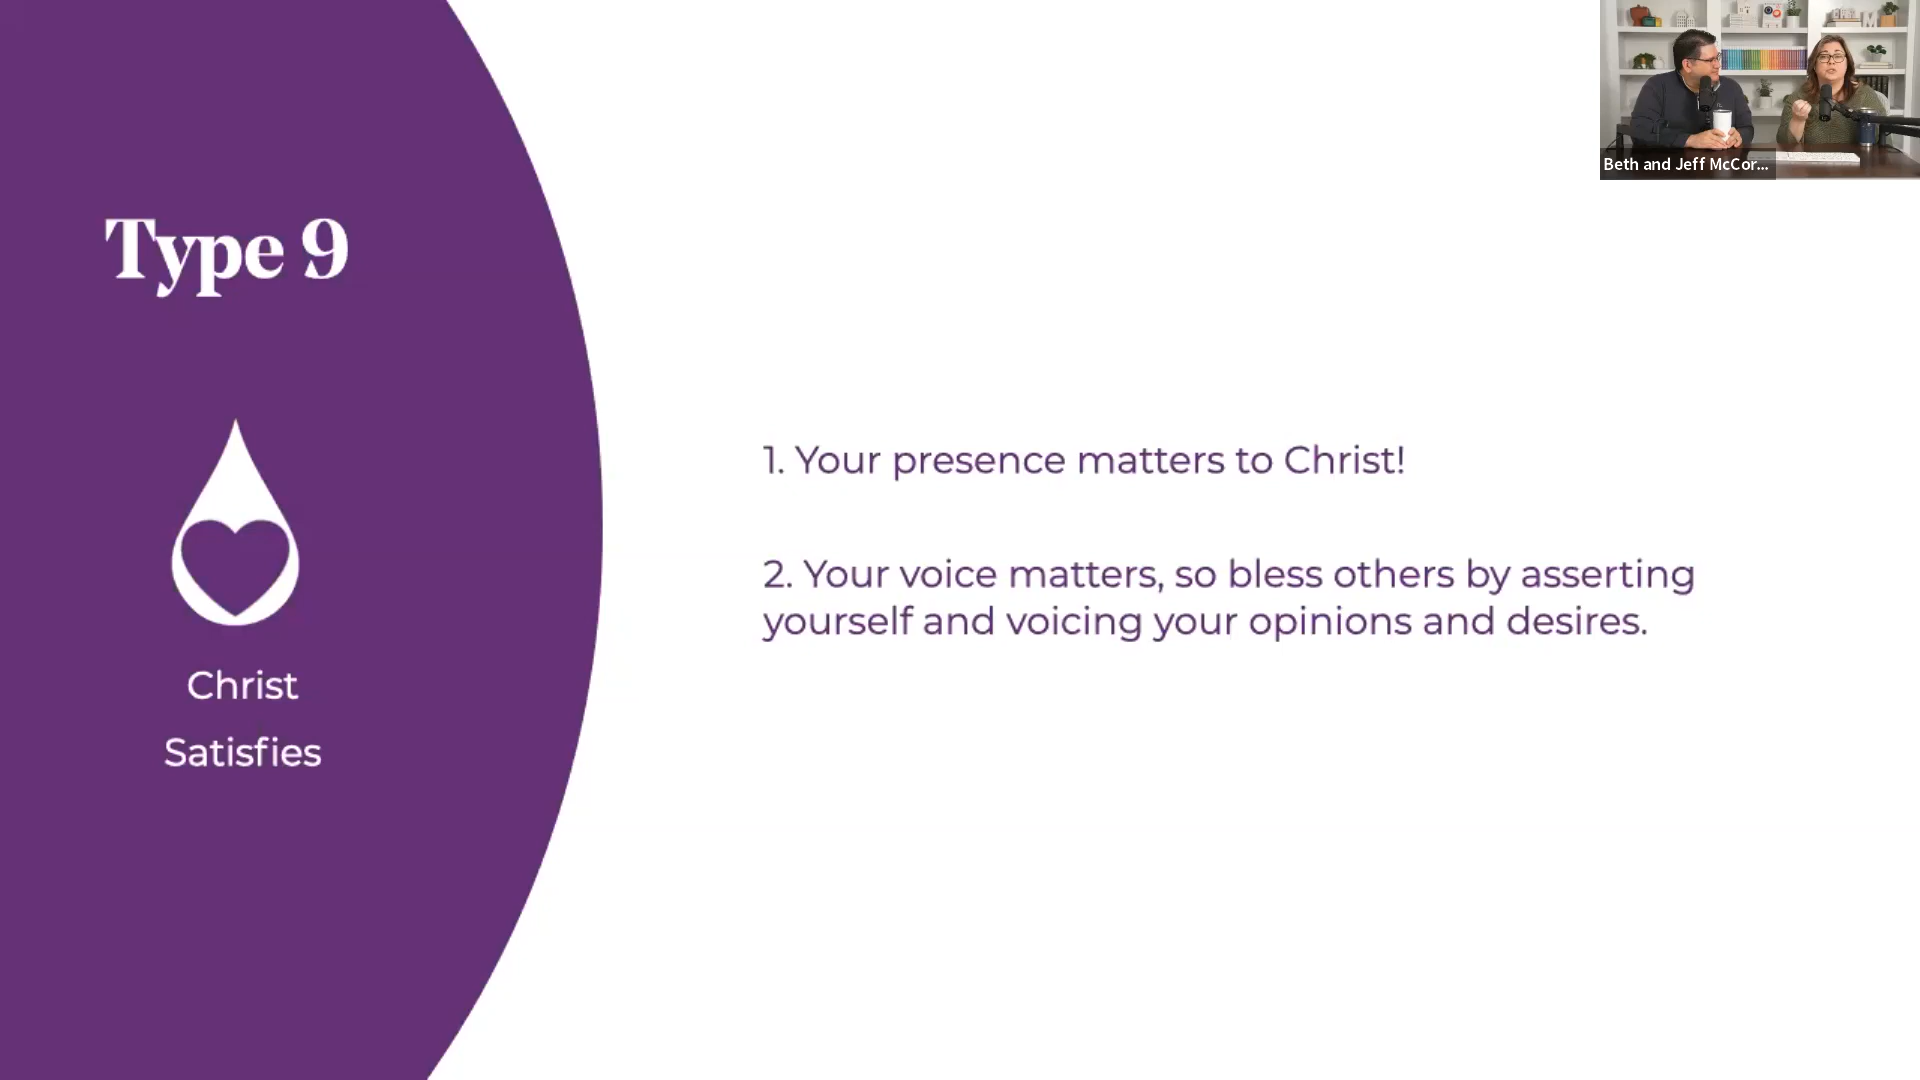 Type 9
Christ
Satisfies
1. Your presence matters to Christ!
2. Your voice matters, so bless others by asserting
yourself and voicing your opinions and desires.
Beth and Jeff McCor...